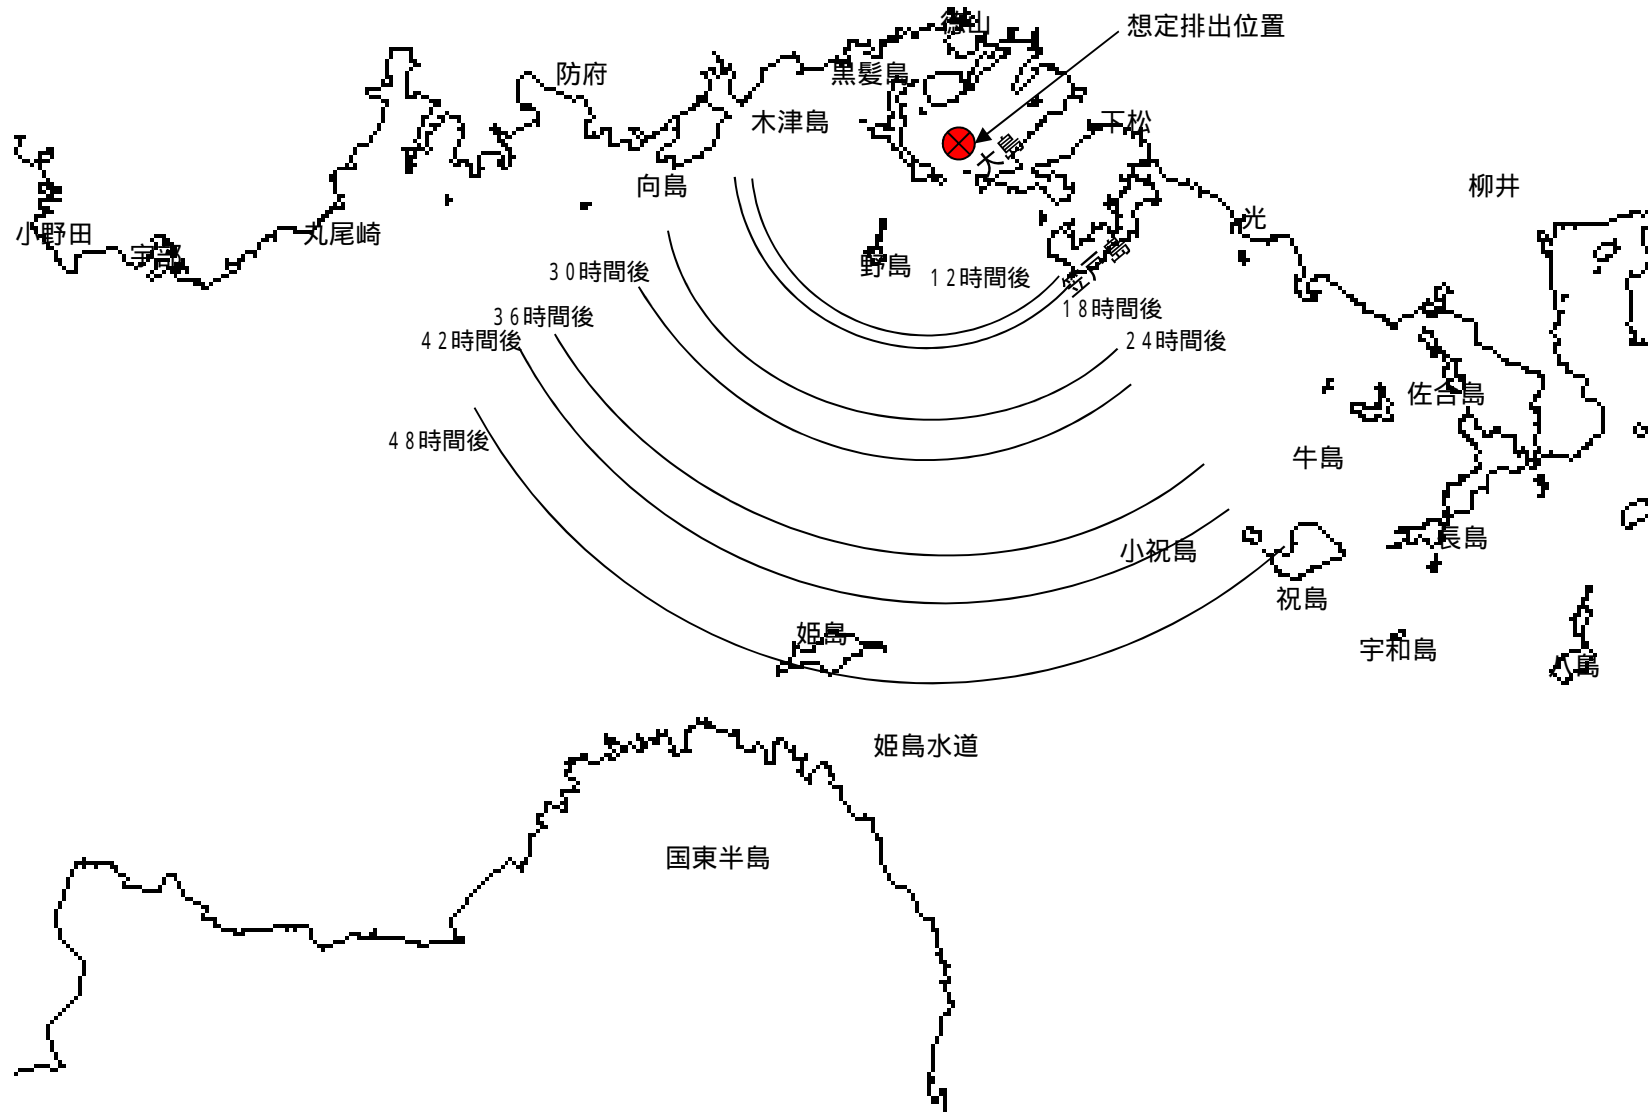 徳山
想定排出位置
防府
黒髪島
木津島
下松
大島
向島
柳井
小野田
宇部
丸尾崎
光
野島
笠戸島
12時間後
30時間後
18時間後
36時間後
42時間後
24時間後
佐合島
48時間後
牛島
小祝島
長島
祝島
姫島
宇和島
八島
姫島水道
国東半島